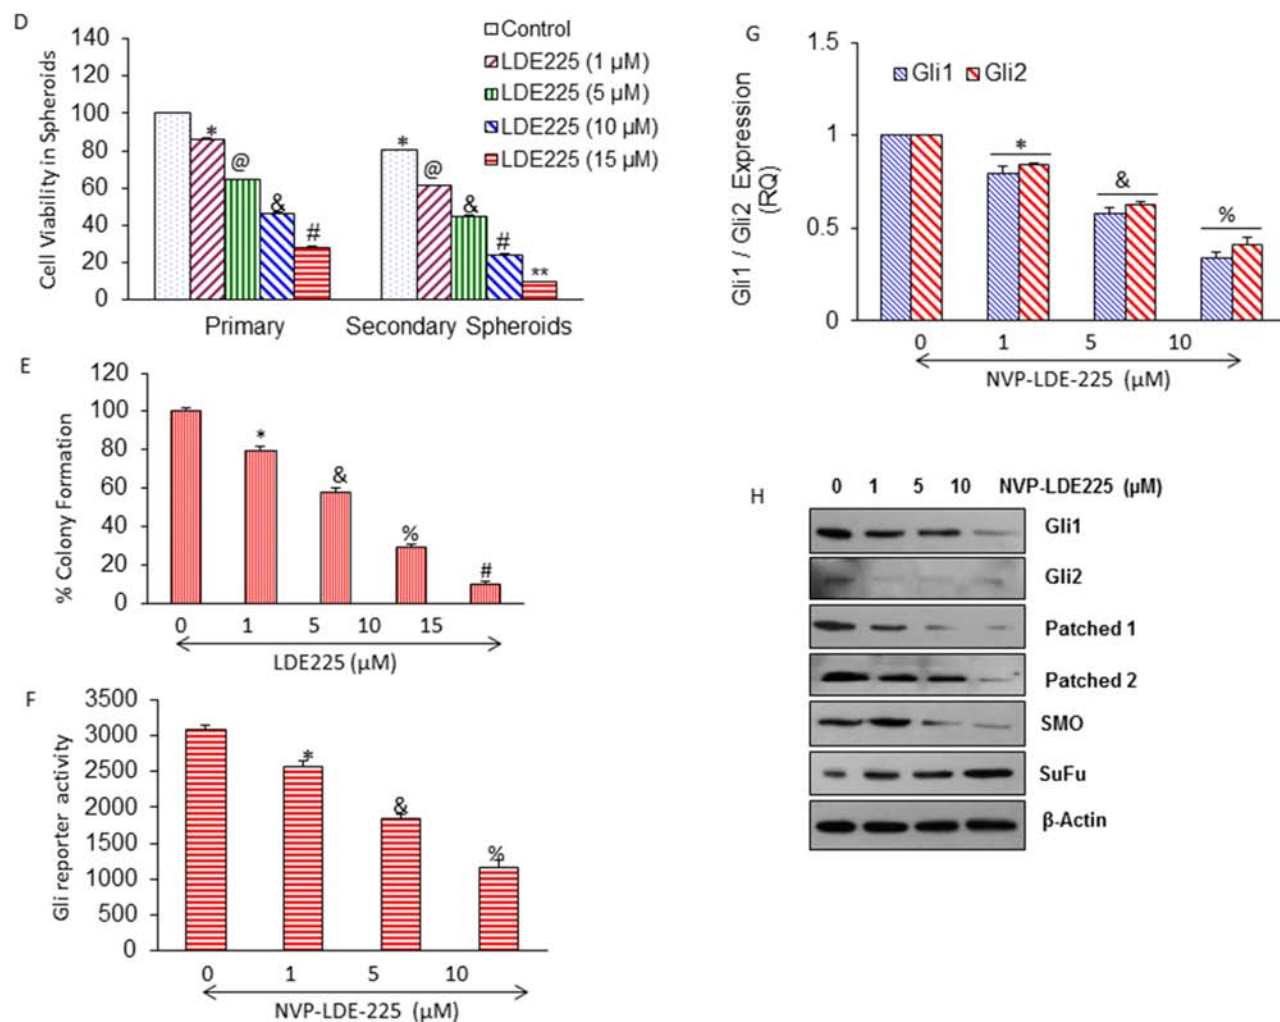 D
Cell Viability in Spheroids
140
120
100
80
60
40
20
0
* @ & #
* @ & # **
Primary Secondary Spheroids
Control
LDE225 (1 µM)
LDE225 (5 µM)
LDE225 (10 µM)
LDE225 (15 µM)
E
% Colony Formation
120
100
80
60
40
20
0
* & % #
0 1 5 10 15
LDE225 (µM)
F
Gli reporter activity
3500
3000
2500
2000
1500
1000
500
0
* & %
0 1 5 10
NVP-LDE-225 (µM)
G
Gli1 / Gli2 Expression
(RQ)
1.5
1
0.5
0
Gli1 Gli2
* & %
0 1 5 10
NVP-LDE-225 (µM)
H
0 1 5 10 NVP-LDE225 (µM)
Gli1
Gli2
Patched 1
Patched 2
SMO
SuFu
β-Actin